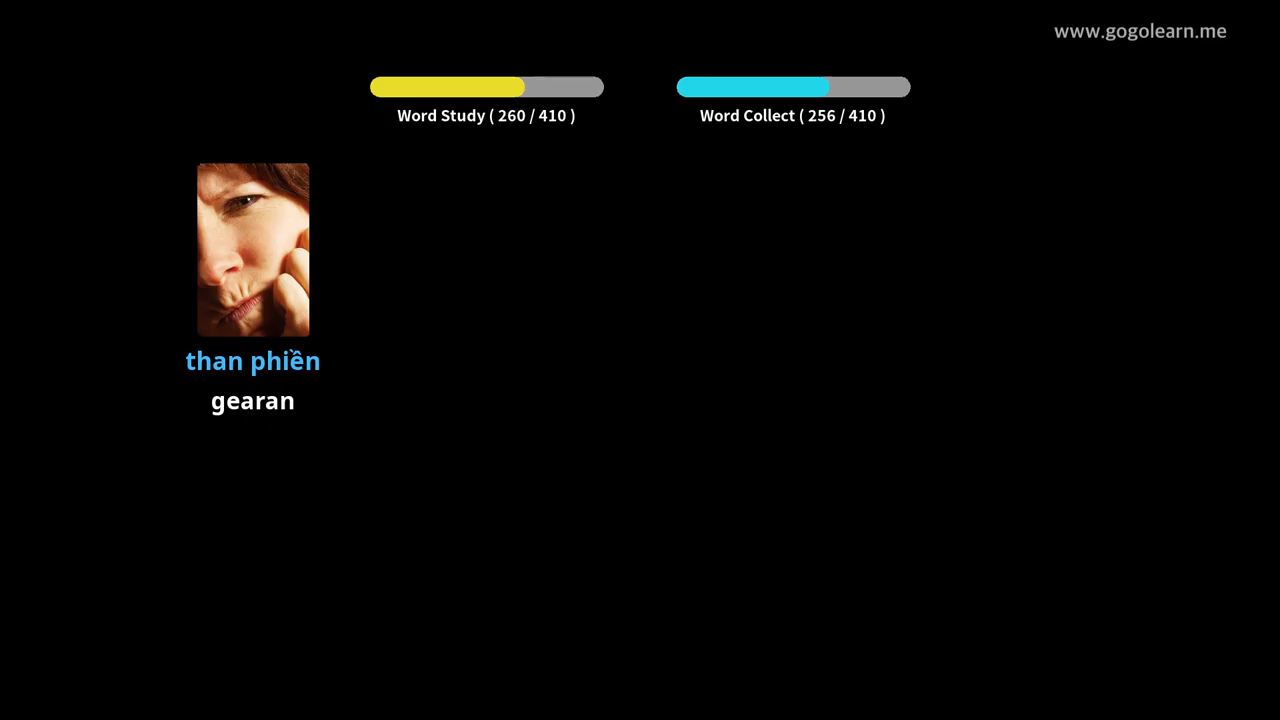 www.gogolearn.me
Word Study ( 260 / 410 )
Word Collect ( 256 / 410 )
than phiền
gearan